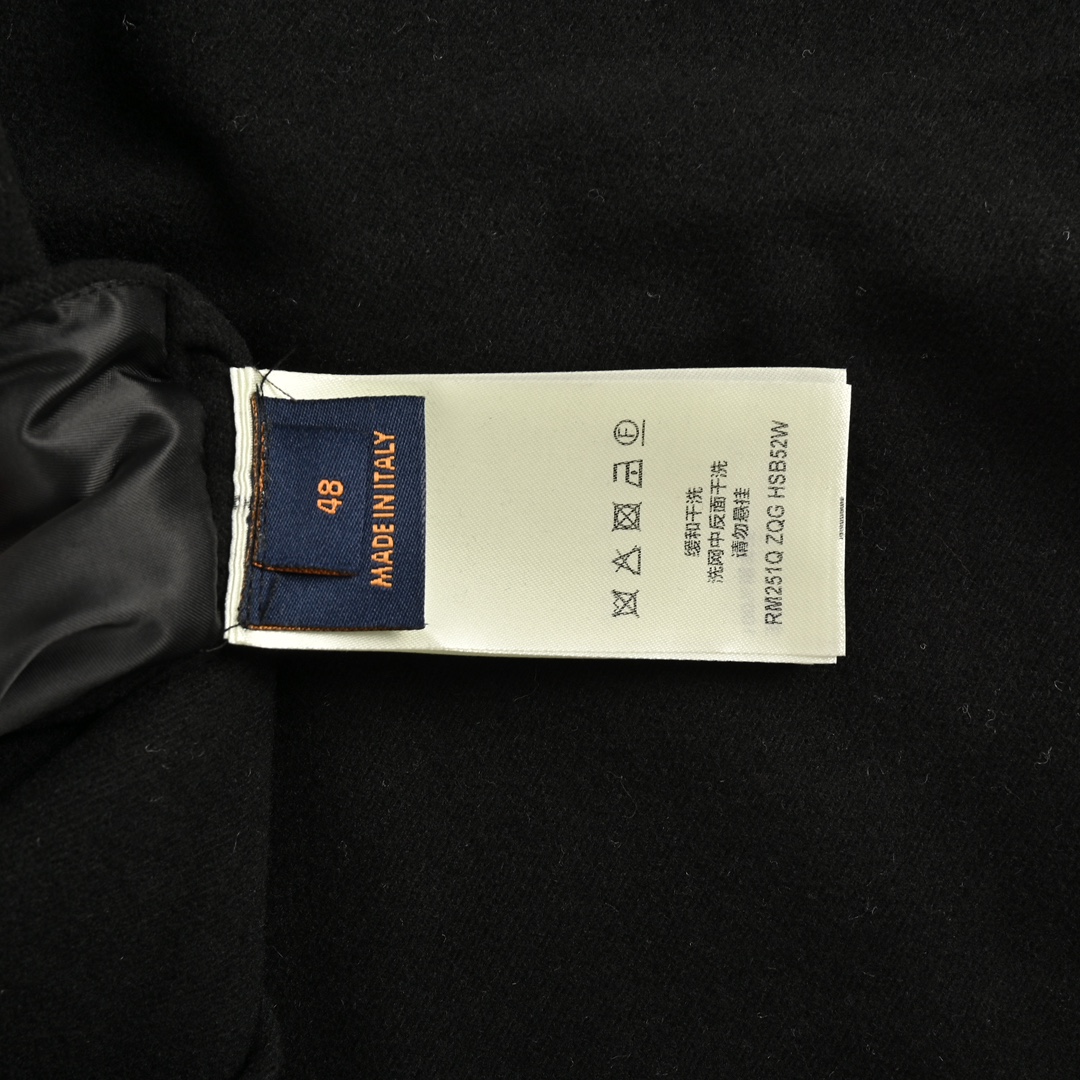 48
MADE IN ITALY
缓和干洗
洗网中反面干洗
请勿悬挂
RM251Q ZQG HSB52W